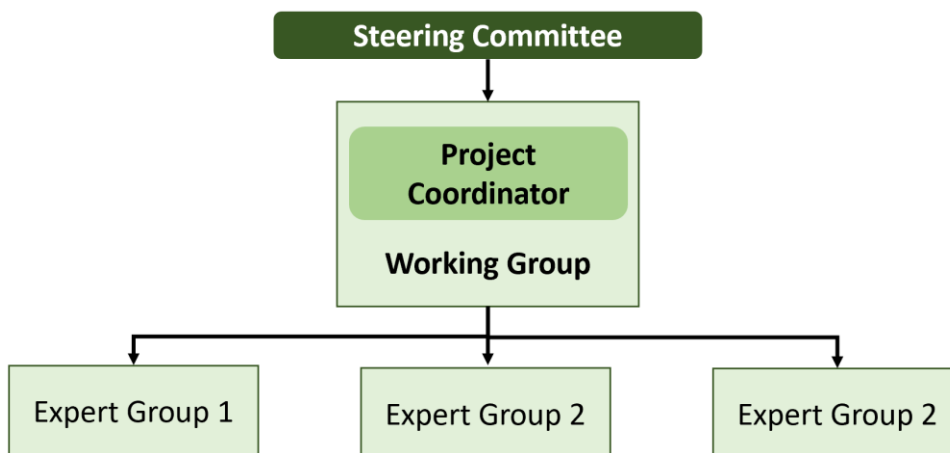 Steering Committee
Project
Coordinator
Working Group
Expert Group 1
Expert Group 2
Expert Group 2